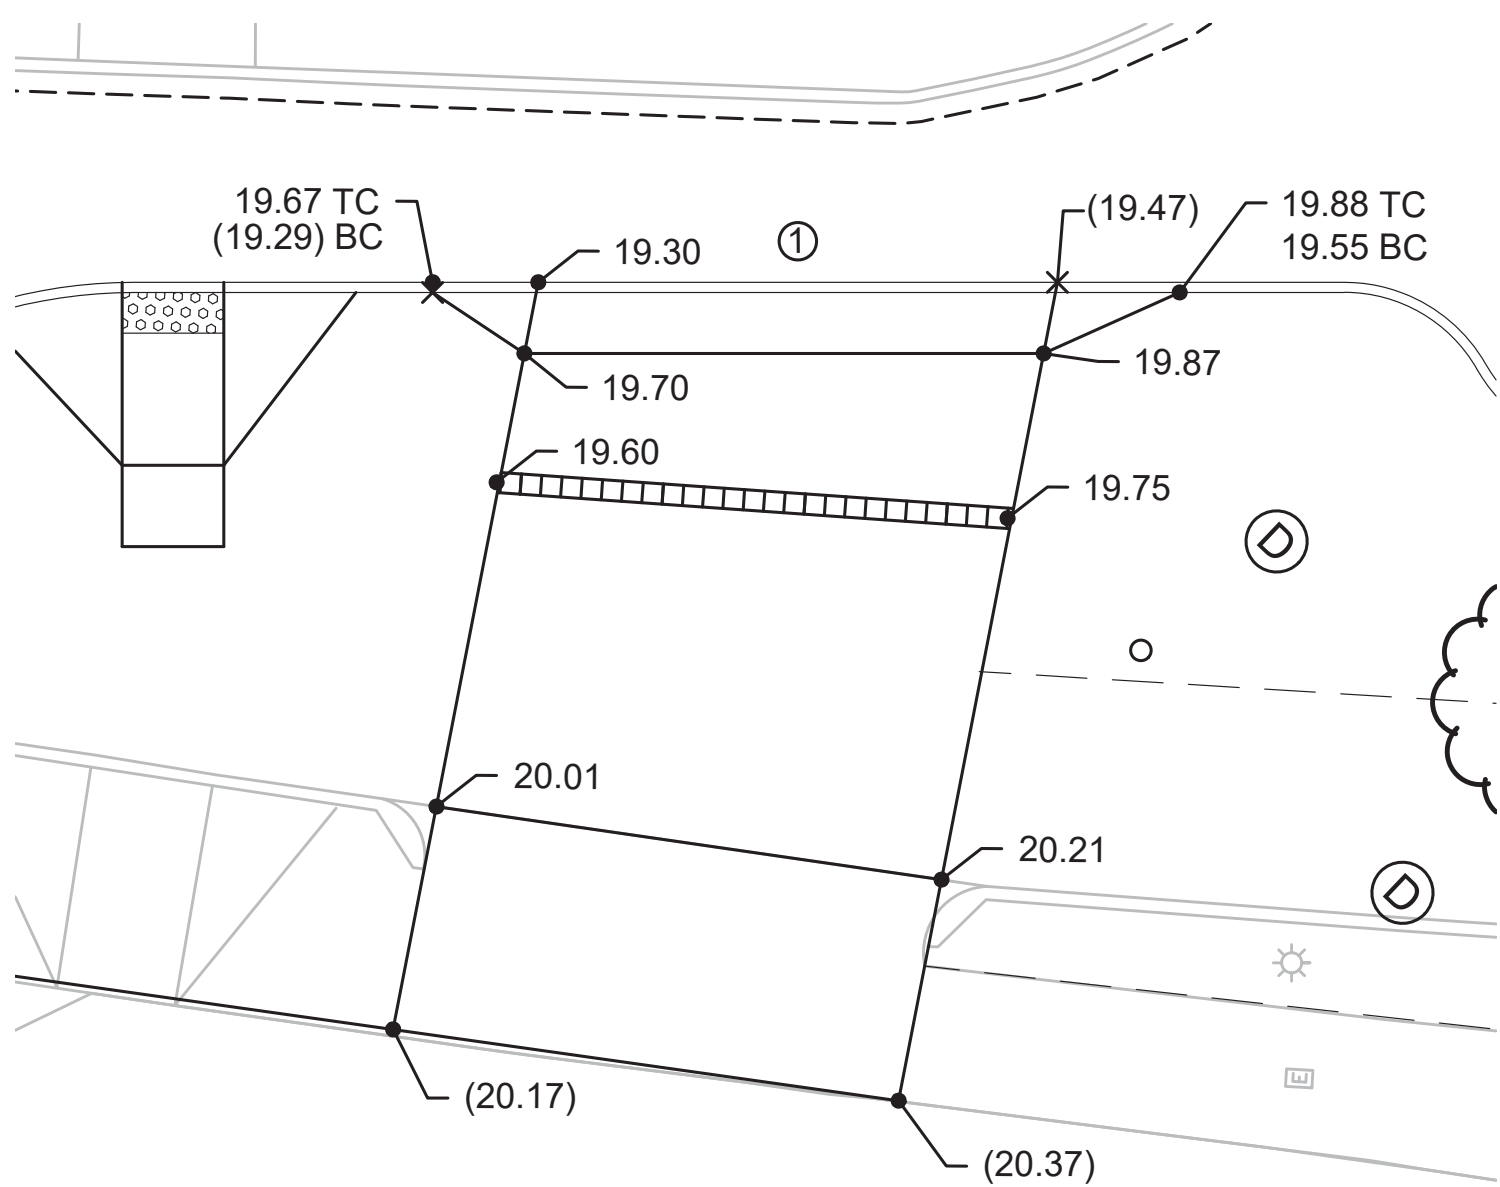 19.67 TC
(19.29) BC
19.30
1
(19.47)
19.88 TC
19.55 BC
19.70
19.87
19.60
19.75
D
20.01
20.21
D
E
(20.17)
(20.37)